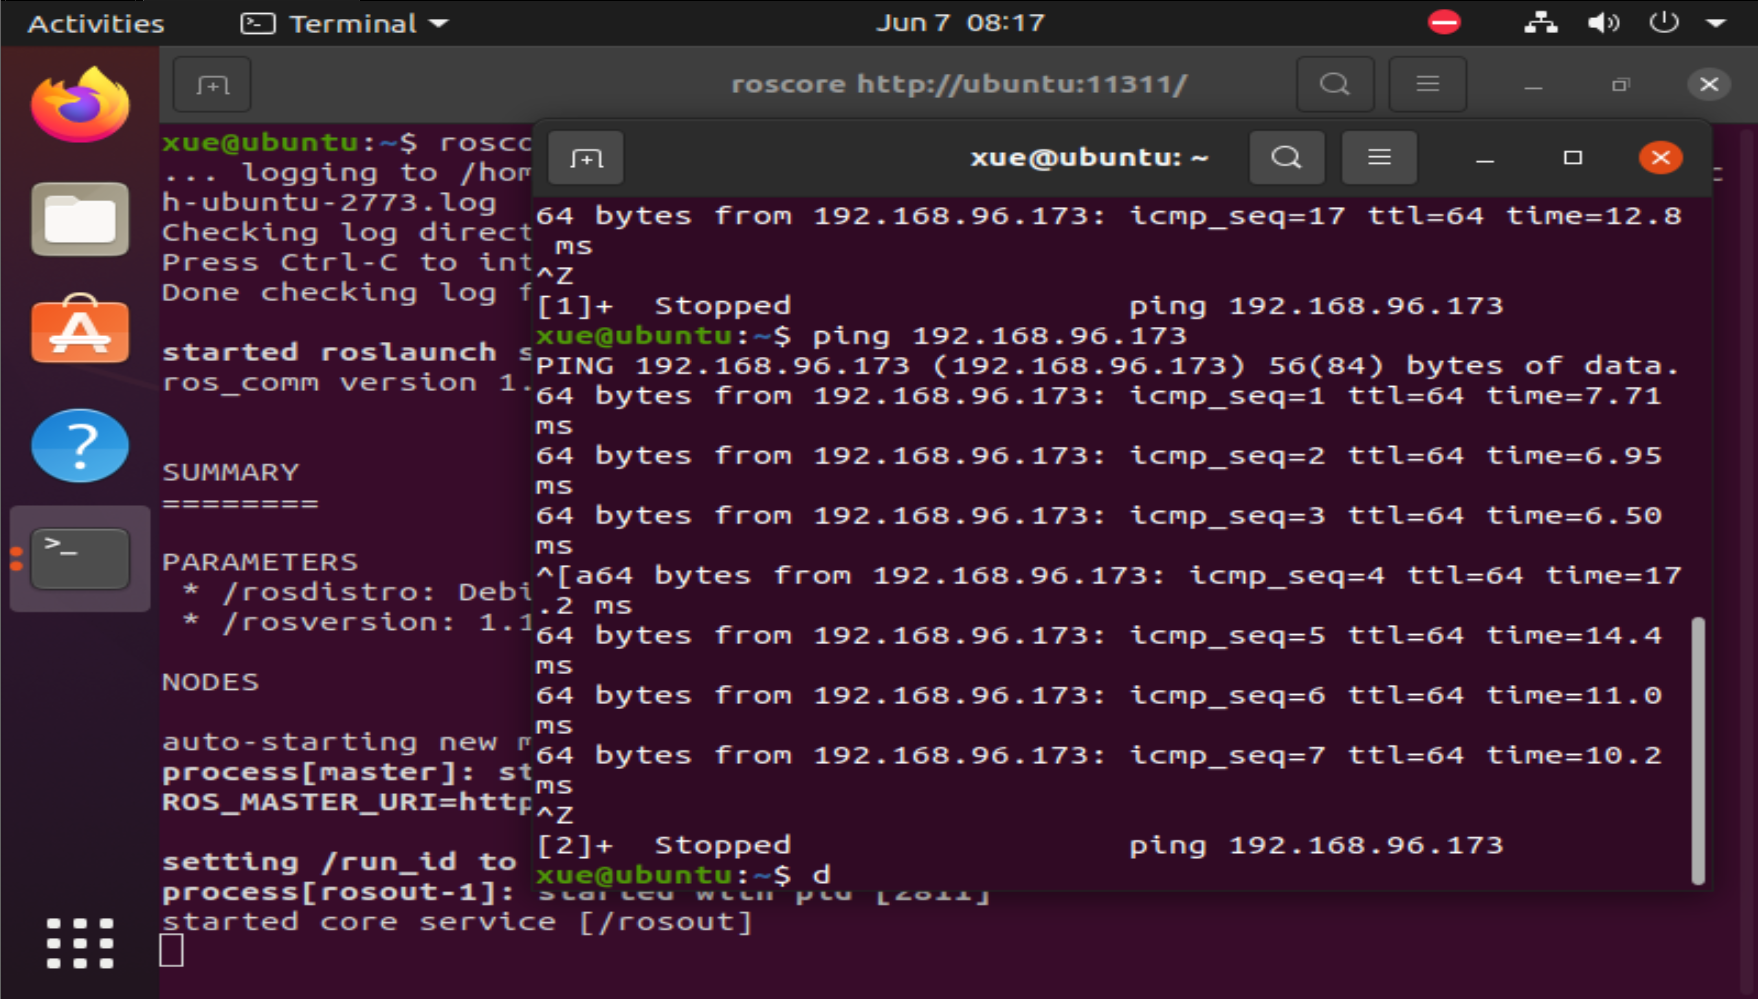 Activities
Terminal
Jun 7 08:17
roscore http://ubuntu:11311/
xue@ubuntu:~$ rosco
... logging to /hom
h-ubuntu-2773.log
Checking log direct
Press Ctrl-C to int
Done checking log f
started roslaunch s
ros_comm version 1.
SUMMARY
========
PARAMETERS
* /rosdistro: Debi
* /rosversion: 1.1
NODES
auto-starting new m
process[master]: st
ROS_MASTER_URI=http
setting /run_id to
process[rosout-1]: started with pid [2811]
started core service [/rosout]
xue@ubuntu: ~
64 bytes from 192.168.96.173: icmp_seq=17 ttl=64 time=12.8
ms
^Z
[1]+  Stopped                 ping 192.168.96.173
xue@ubuntu:~$ ping 192.168.96.173
PING 192.168.96.173 (192.168.96.173) 56(84) bytes of data.
64 bytes from 192.168.96.173: icmp_seq=1 ttl=64 time=7.71
ms
64 bytes from 192.168.96.173: icmp_seq=2 ttl=64 time=6.95
ms
64 bytes from 192.168.96.173: icmp_seq=3 ttl=64 time=6.50
ms
^[a64 bytes from 192.168.96.173: icmp_seq=4 ttl=64 time=17
.2 ms
64 bytes from 192.168.96.173: icmp_seq=5 ttl=64 time=14.4
ms
64 bytes from 192.168.96.173: icmp_seq=6 ttl=64 time=11.0
ms
64 bytes from 192.168.96.173: icmp_seq=7 ttl=64 time=10.2
ms
^Z
[2]+  Stopped                 ping 192.168.96.173
xue@ubuntu:~$ d